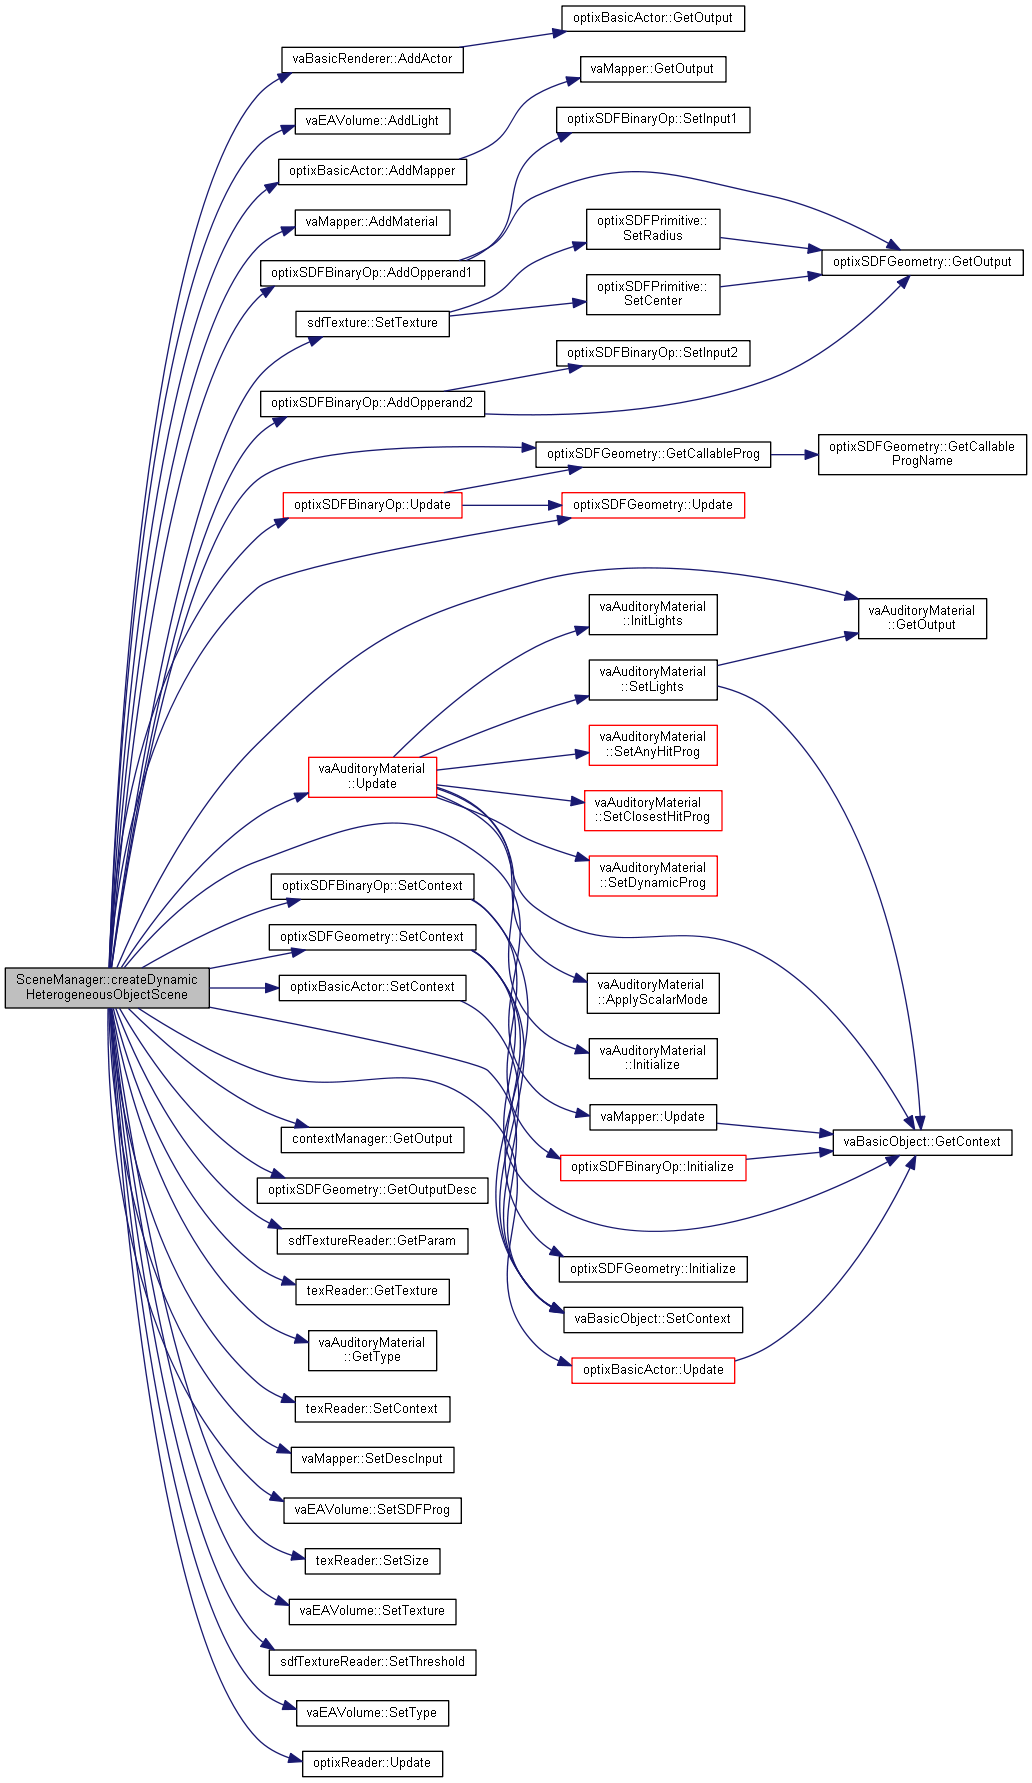 optixBasicActor::GetOutput
vaBasicRenderer::AddActor
vaMapper::GetOutput
vaEAVolume::AddLight
optixSDFBinaryOp::SetInput1
optixBasicActor::AddMapper
vaMapper::AddMaterial
optixSDFPrimitive::
SetRadius
optixSDFBinaryOp::AddOpperand1
optixSDFGeometry::GetOutput
optixSDFPrimitive::
SetCenter
sdfTexture::SetTexture
optixSDFBinaryOp::SetInput2
optixSDFBinaryOp::AddOpperand2
optixSDFGeometry::GetCallableProg
optixSDFGeometry::GetCallable
ProgName
optixSDFBinaryOp::Update
optixSDFGeometry::Update
vaAuditoryMaterial
::InitLights
vaAuditoryMaterial
::GetOutput
vaAuditoryMaterial
::SetLights
vaAuditoryMaterial
::SetAnyHitProg
vaAuditoryMaterial
::Update
vaAuditoryMaterial
::SetClosestHitProg
vaAuditoryMaterial
::SetDynamicProg
optixSDFBinaryOp::SetContext
optixSDFGeometry::SetContext
SceneManager::createDynamic
HeterogeneousObjectScene
optixBasicActor::SetContext
vaAuditoryMaterial
::ApplyScalarMode
vaAuditoryMaterial
::Initialize
vaMapper::Update
contextManager::GetOutput
vaBasicObject::GetContext
optixSDFBinaryOp::Initialize
optixSDFGeometry::GetOutputDesc
sdfTextureReader::GetParam
optixSDFGeometry::Initialize
texReader::GetTexture
vaBasicObject::SetContext
vaAuditoryMaterial
::GetType
optixBasicActor::Update
texReader::SetContext
vaMapper::SetDescInput
vaEAVolume::SetSDFProg
texReader::SetSize
vaEAVolume::SetTexture
sdfTextureReader::SetThreshold
vaEAVolume::SetType
optixReader::Update